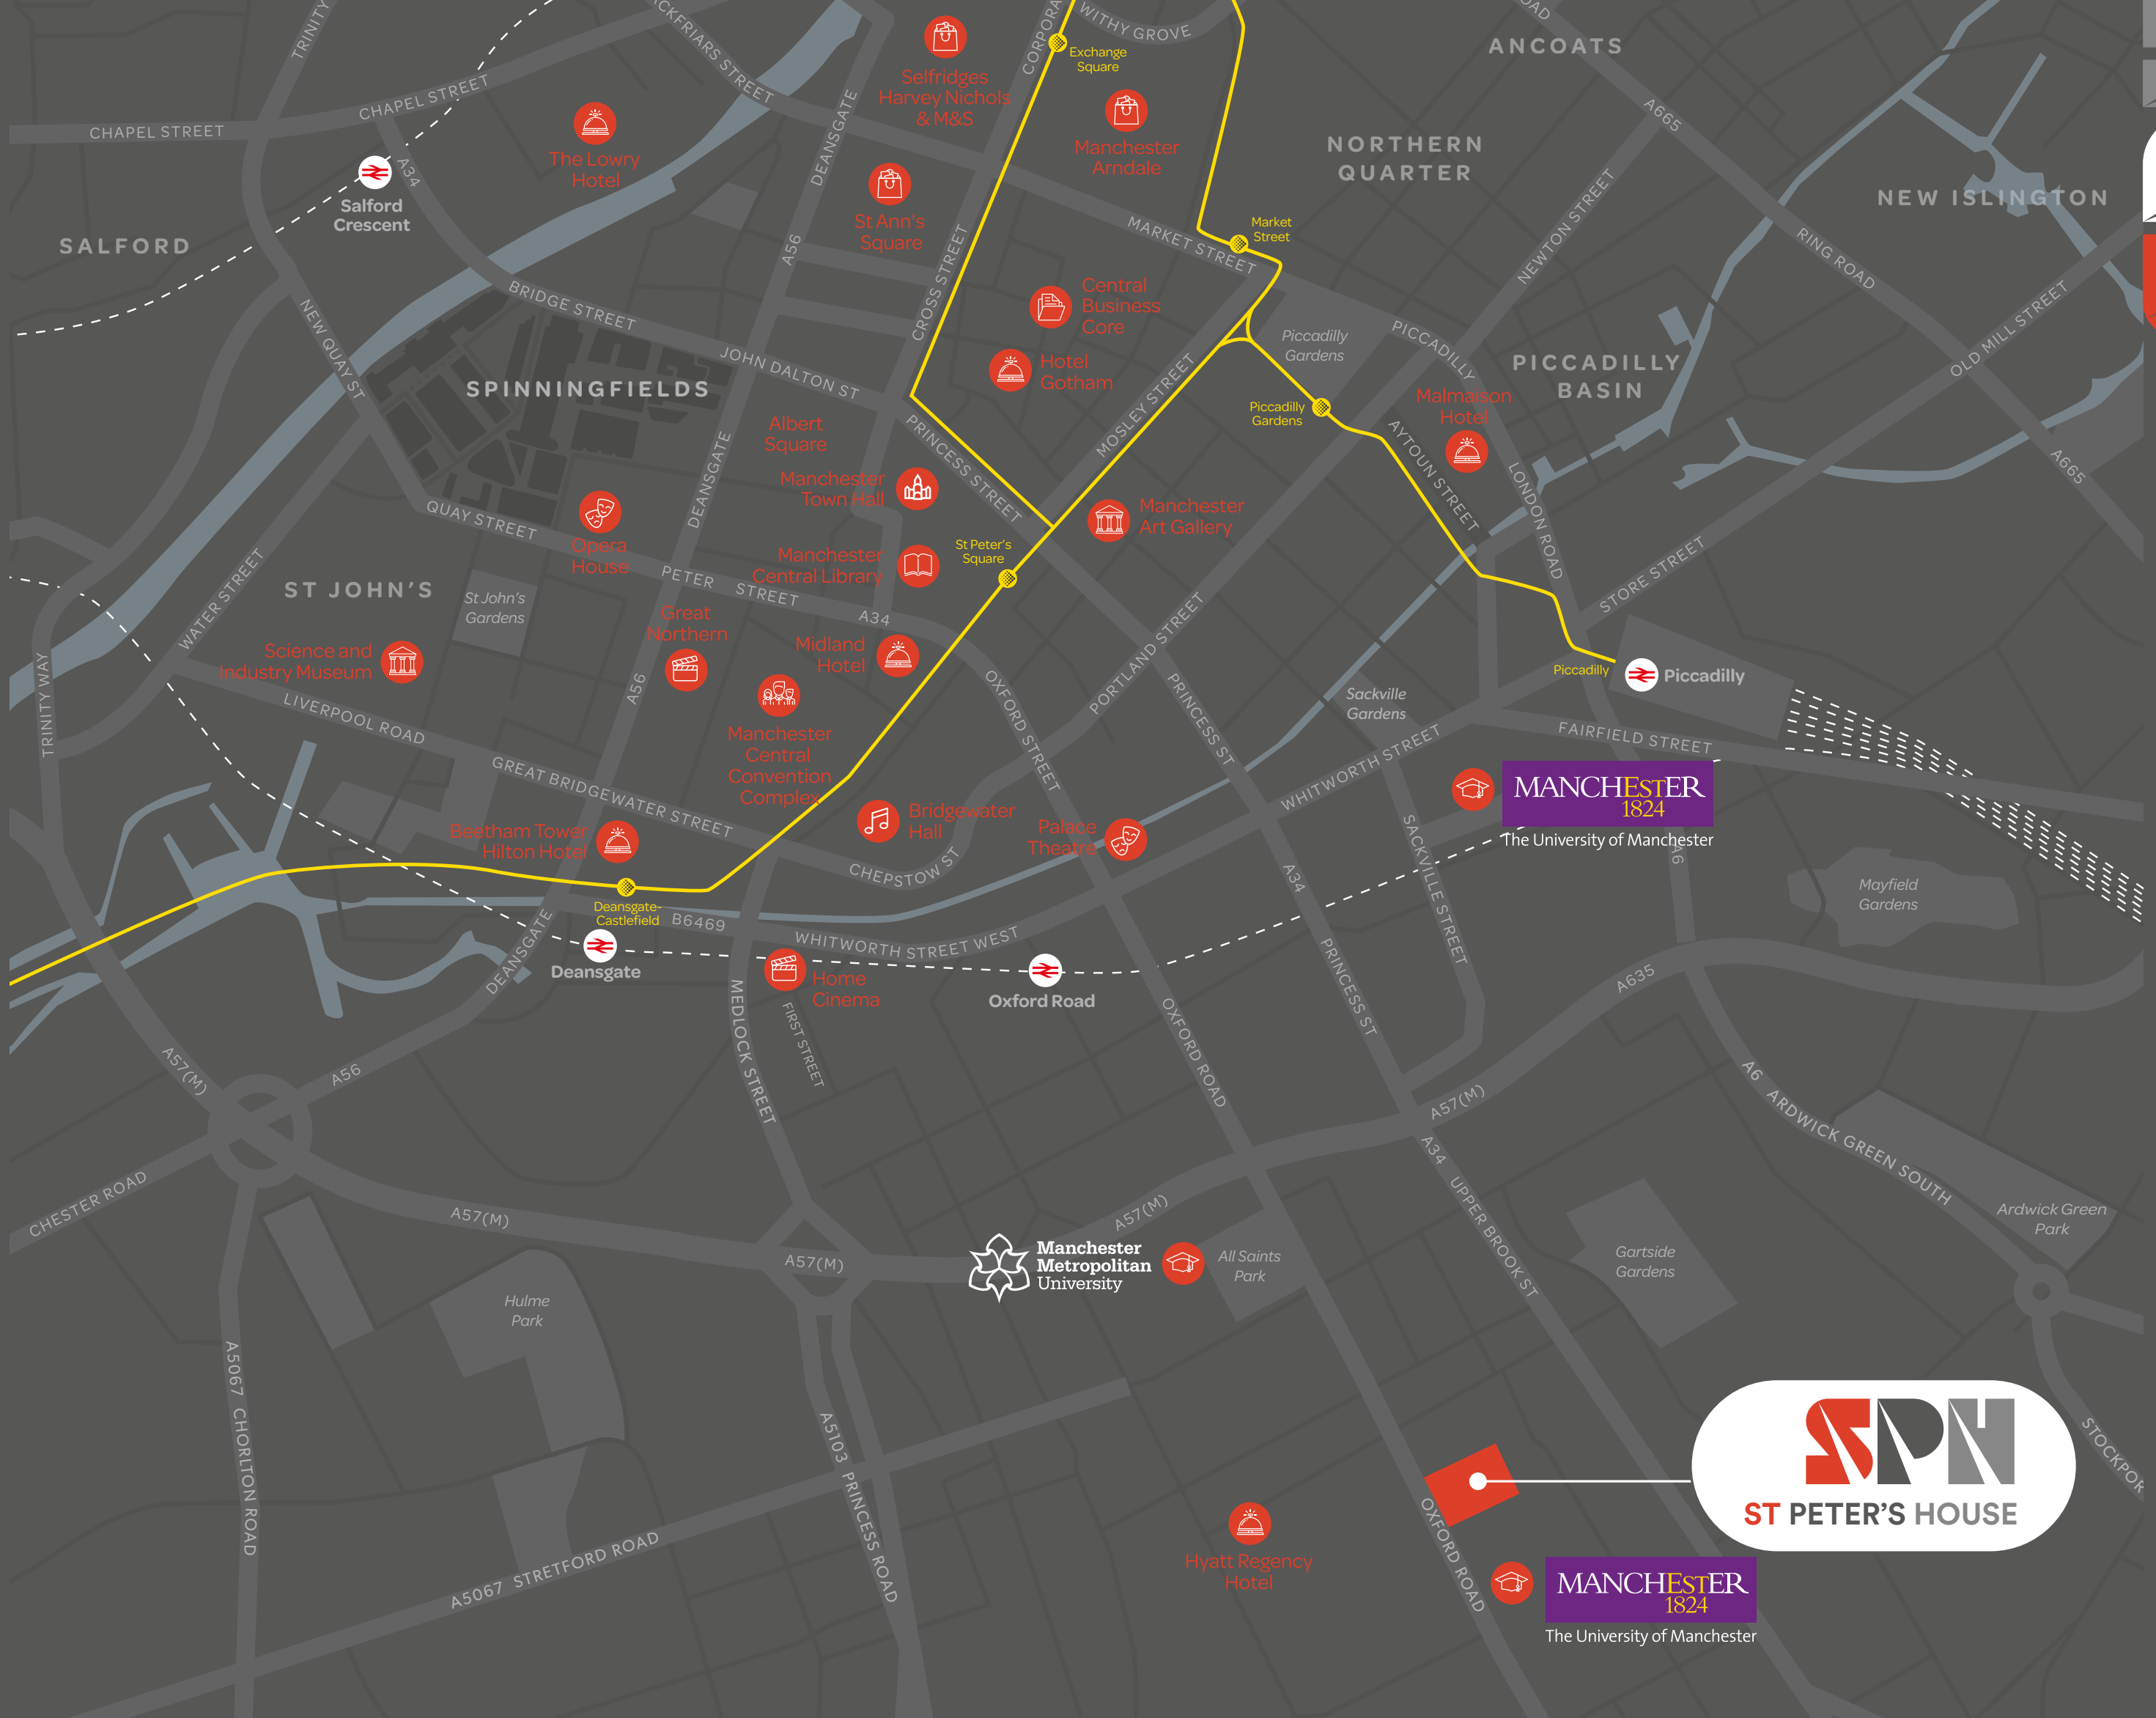 TRINITY
CHAPEL STREET
CHAPEL STREET
A34
Salford
Crescent
SALFORD
The Lowry
Hotel
DEANSGATE
A56
Selfridges
Harvey Nichols
& M&S
St Ann's
Square
CROSS STREET
WITHY GROVE
Exchange
Square
Manchester
Arndale
MARKET STREET
Market
Street
NORTHERN
QUARTER
ANCOATS
A665
NEW ISLINGTON
RING ROAD
NEWTON STREET
OLD MILL STREET
A665
NEW QUAY ST
BRIDGE STREET
JOHN DALTON ST
SPINNINGFIELDS
Central
Business
Core
Hotel
Gotham
Piccadilly
Gardens
PICCADILLY
PICCADILLY
BASIN
Malmaison
Hotel
Piccadilly
Gardens
MOSLEY STREET
AYTOUN STREET
LONDON ROAD
Albert
Square
PRINCESS STREET
Manchester
Town Hall
DEANSGATE
QUAY STREET
Opera
House
Manchester
Art Gallery
St Peter's
Square
Manchester
Central Library
PETER STREET
A34
STORE STREET
WATER STREET
ST JOHN'S
St John's
Gardens
Great
Northern
Midland
Hotel
Science and
Industry Museum
A56
TRINITY WAY
LIVERPOOL ROAD
OXFORD STREET
PORTLAND STREET
PRINCESS ST
Sackville
Gardens
Piccadilly
Piccadilly
FAIRFIELD STREET
WHITWORTH STREET
Manchester
Central
Convention
Complex
GREAT BRIDGEWATER STREET
Beetham Tower
Hilton Hotel
Bridgewater
Hall
CHEPSTOW ST
Palace
Theatre
MANCHESTER
1824
The University of Manchester
SACKVILLE STREET
A34
Mayfield
Gardens
Deansgate-
Castlefield
B6469
WHITWORTH STREET WEST
DEANSGATE
Deansgate
Home
Cinema
Oxford Road
FIRST STREET
MEDLOCK STREET
OXFORD ROAD
PRINCESS ST
A635
A57(M)
A56
A57(M)
A34
UPPER BROOK ST
A6
ARDWICK GREEN SOUTH
Ardwick Green
Park
CHESTER ROAD
A57(M)
A57(M)
A57(M)
Manchester
Metropolitan
University
All Saints
Park
Gartside
Gardens
Hulme
Park
A5067 CHORLTON ROAD
A5103 PRINCESS ROAD
A5067 STRETFORD ROAD
Hyatt Regency
Hotel
OXFORD ROAD
SPH
ST PETER'S HOUSE
MANCHESTER
1824
The University of Manchester